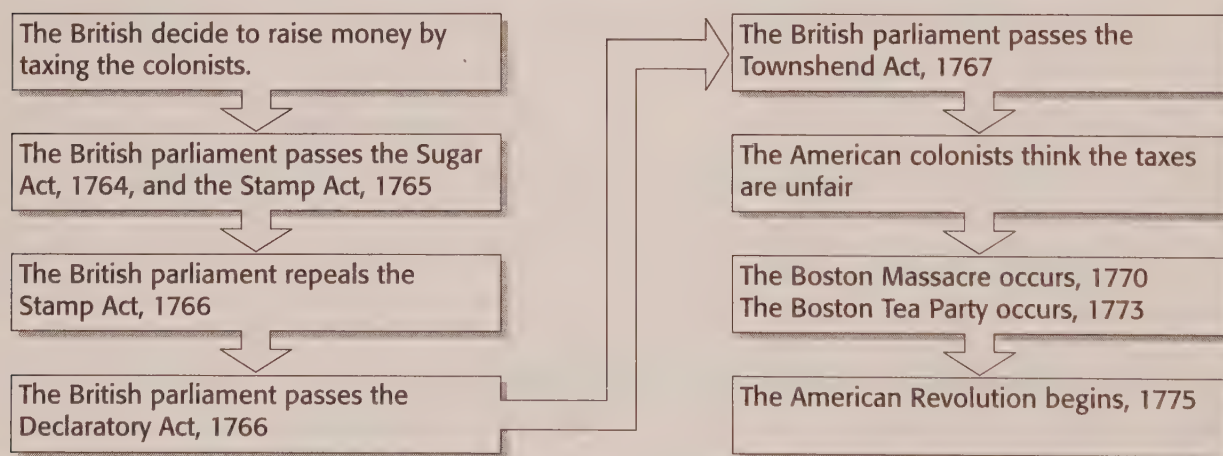 The British decide to raise money by
taxing the colonists.
The British parliament passes the Sugar
Act, 1764, and the Stamp Act, 1765
The British parliament repeals the
Stamp Act, 1766
The British parliament passes the
Declaratory Act, 1766
The British parliament passes the
Townshend Act, 1767
The American colonists think the taxes
are unfair
The Boston Massacre occurs, 1770
The Boston Tea Party occurs, 1773
The American Revolution begins, 1775